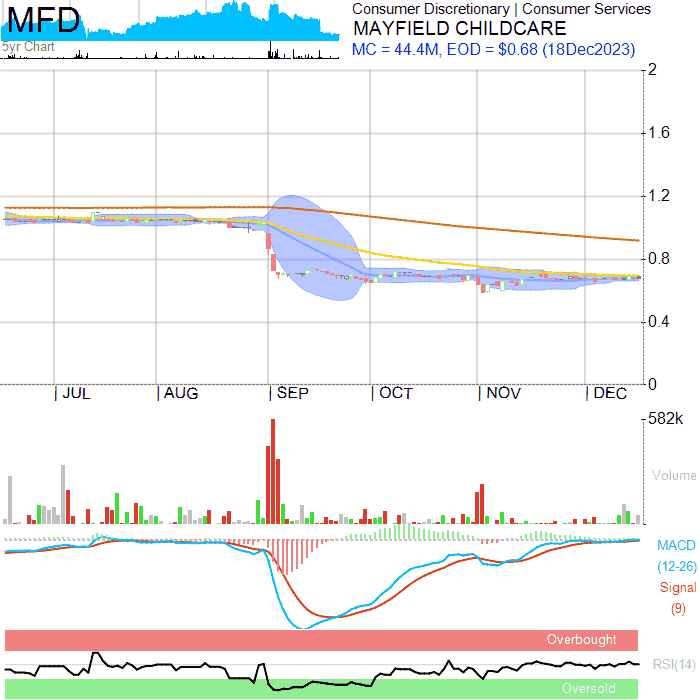 MFD
5yr Chart
Consumer Discretionary | Consumer Services
MAYFIELD CHILDCARE
MC = 44.4M, EOD = $0.68 (18Dec2023)
2
1.6
1.2
0.8
0.4
0
| JUL | AUG | SEP | OCT | NOV | DEC
582k
Volume
MACD
(12-26)
Signal
(9)
Overbought
RSI(14)
Oversold